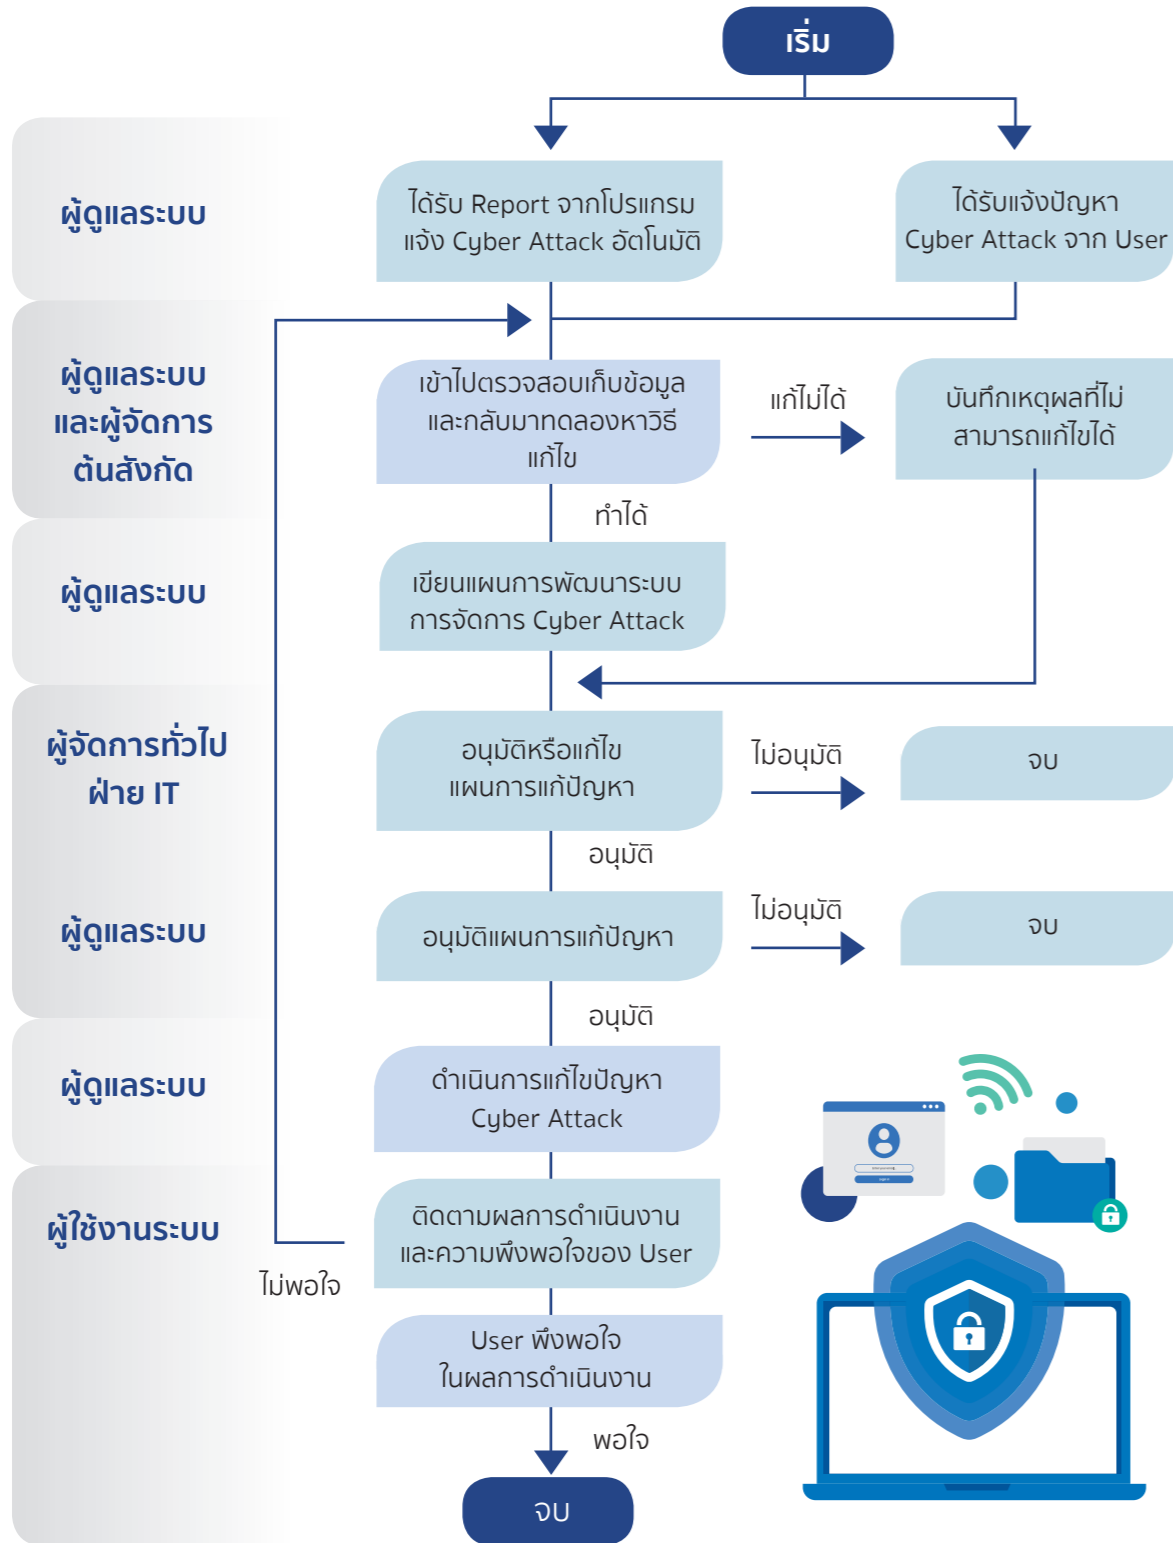 เริ่ม
ผู้ดูแลระบบ
ได้รับ Report จากโปรแกรม
แจ้ง Cyber Attack อัตโนมัติ
ได้รับแจ้งปัญหา
Cyber Attack จาก User
ผู้ดูแลระบบ
และผู้จัดการ
ต้นสังกัด
เข้าไปตรวจสอบเก็บข้อมูล
และกลับมาทดลองหาวิธี
แก้ไข
แก้ไม่ได้
บันทึกเหตุผลที่ไม่
สามารถแก้ไขได้
ทำได้
ผู้ดูแลระบบ
เขียนแผนการพัฒนาระบบ
การจัดการ Cyber Attack
ผู้จัดการทั่วไป
ฝ่าย IT
อนุมัติหรือแก้ไข
แผนการแก้ปัญหา
ไม่อนุมัติ
จบ
อนุมัติ
ผู้ดูแลระบบ
อนุมัติแผนการแก้ปัญหา
ไม่อนุมัติ
จบ
อนุมัติ
ผู้ดูแลระบบ
ดำเนินการแก้ไขปัญหา
Cyber Attack
ผู้ใช้งานระบบ
ติดตามผลการดำเนินงาน
และความพึงพอใจของ User
ไม่พอใจ
User พึงพอใจ
ในผลการดำเนินงาน
พอใจ
จบ